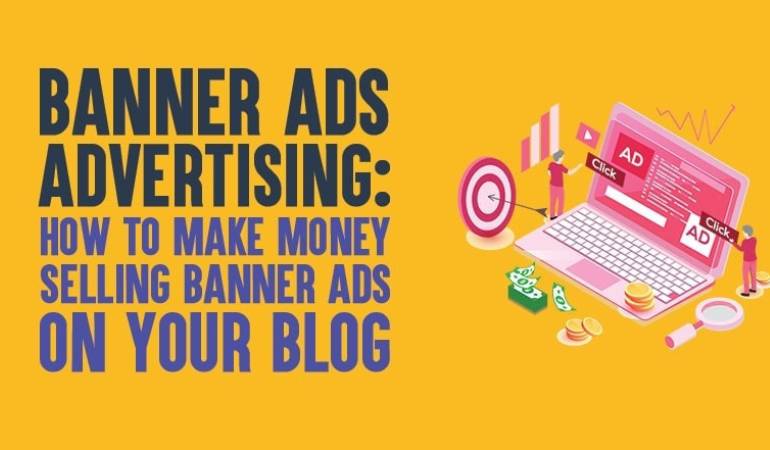 BANNER ADS
ADVERTISING:
HOW TO MAKE MONEY
SELLING BANNER ADS
ON YOUR BLOG
AD
Click
Click
AD